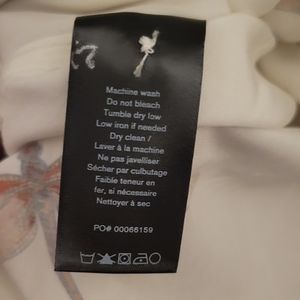 Machine wash
Do not bleach
Tumble dry low
Low iron if needed
Dry clean /
Laver à la machine
Ne pas javelliser
Sécher par culbutage
Faible teneur en
fer, si nécessaire
Nettoyer à sec
PO# 00066159